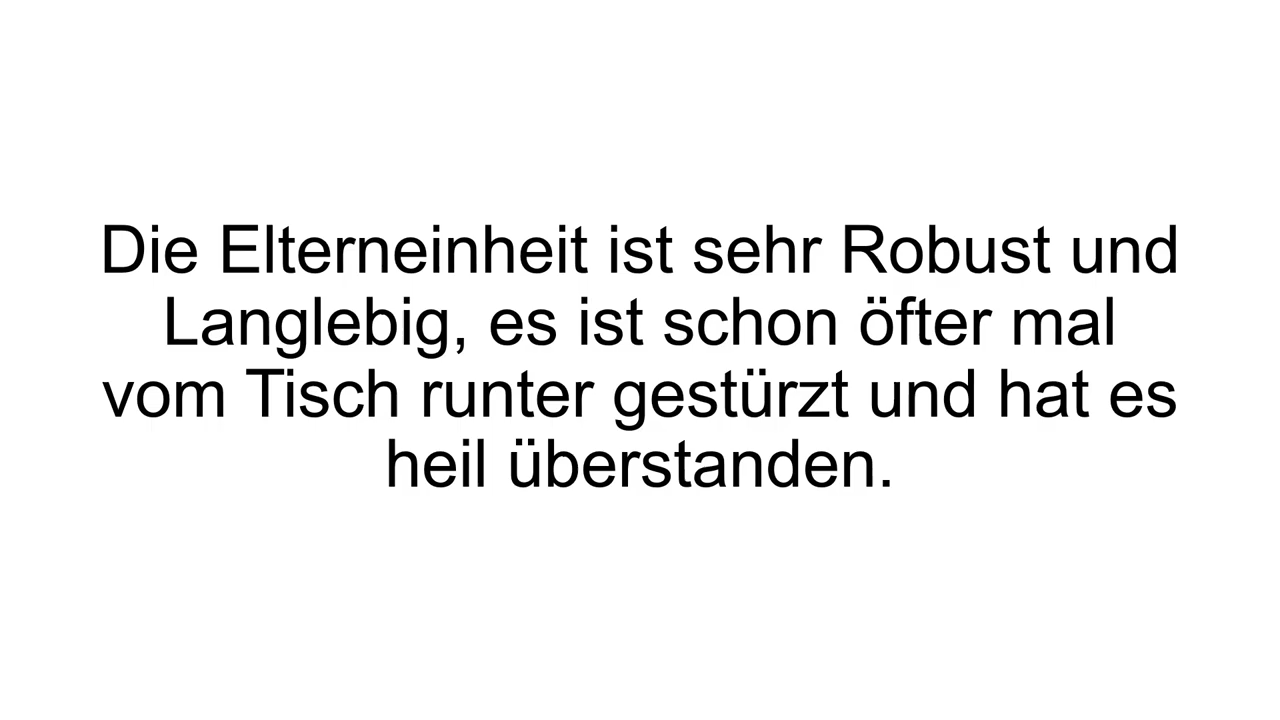 Die Elterneinheit ist sehr Robust und
Langlebig, es ist schon öfter mal
vom Tisch runter gestürzt und hat es
heil überstanden.